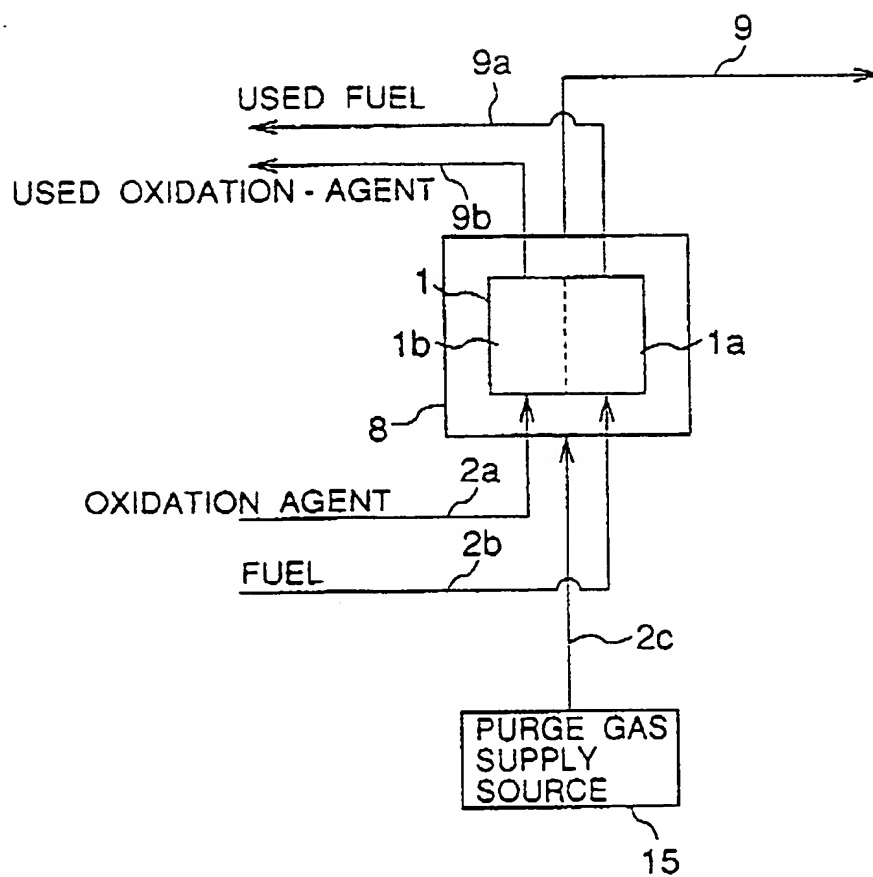 9
9a
USED FUEL
USED OXIDATION - AGENT
9b
1
1b
1a
8
2a
OXIDATION AGENT
2b
FUEL
2c
PURGE GAS
SUPPLY
SOURCE
15